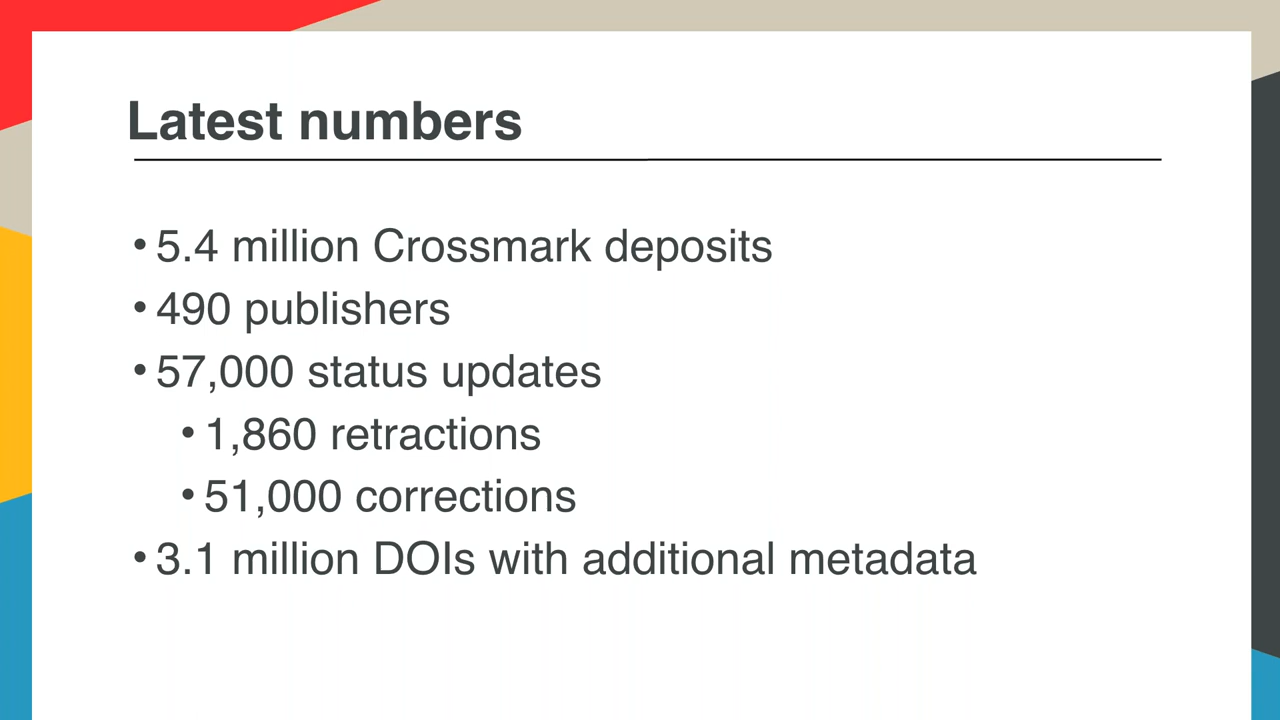 Latest numbers
• 5.4 million Crossmark deposits
• 490 publishers
• 57,000 status updates
• 1,860 retractions
• 51,000 corrections
• 3.1 million DOIs with additional metadata